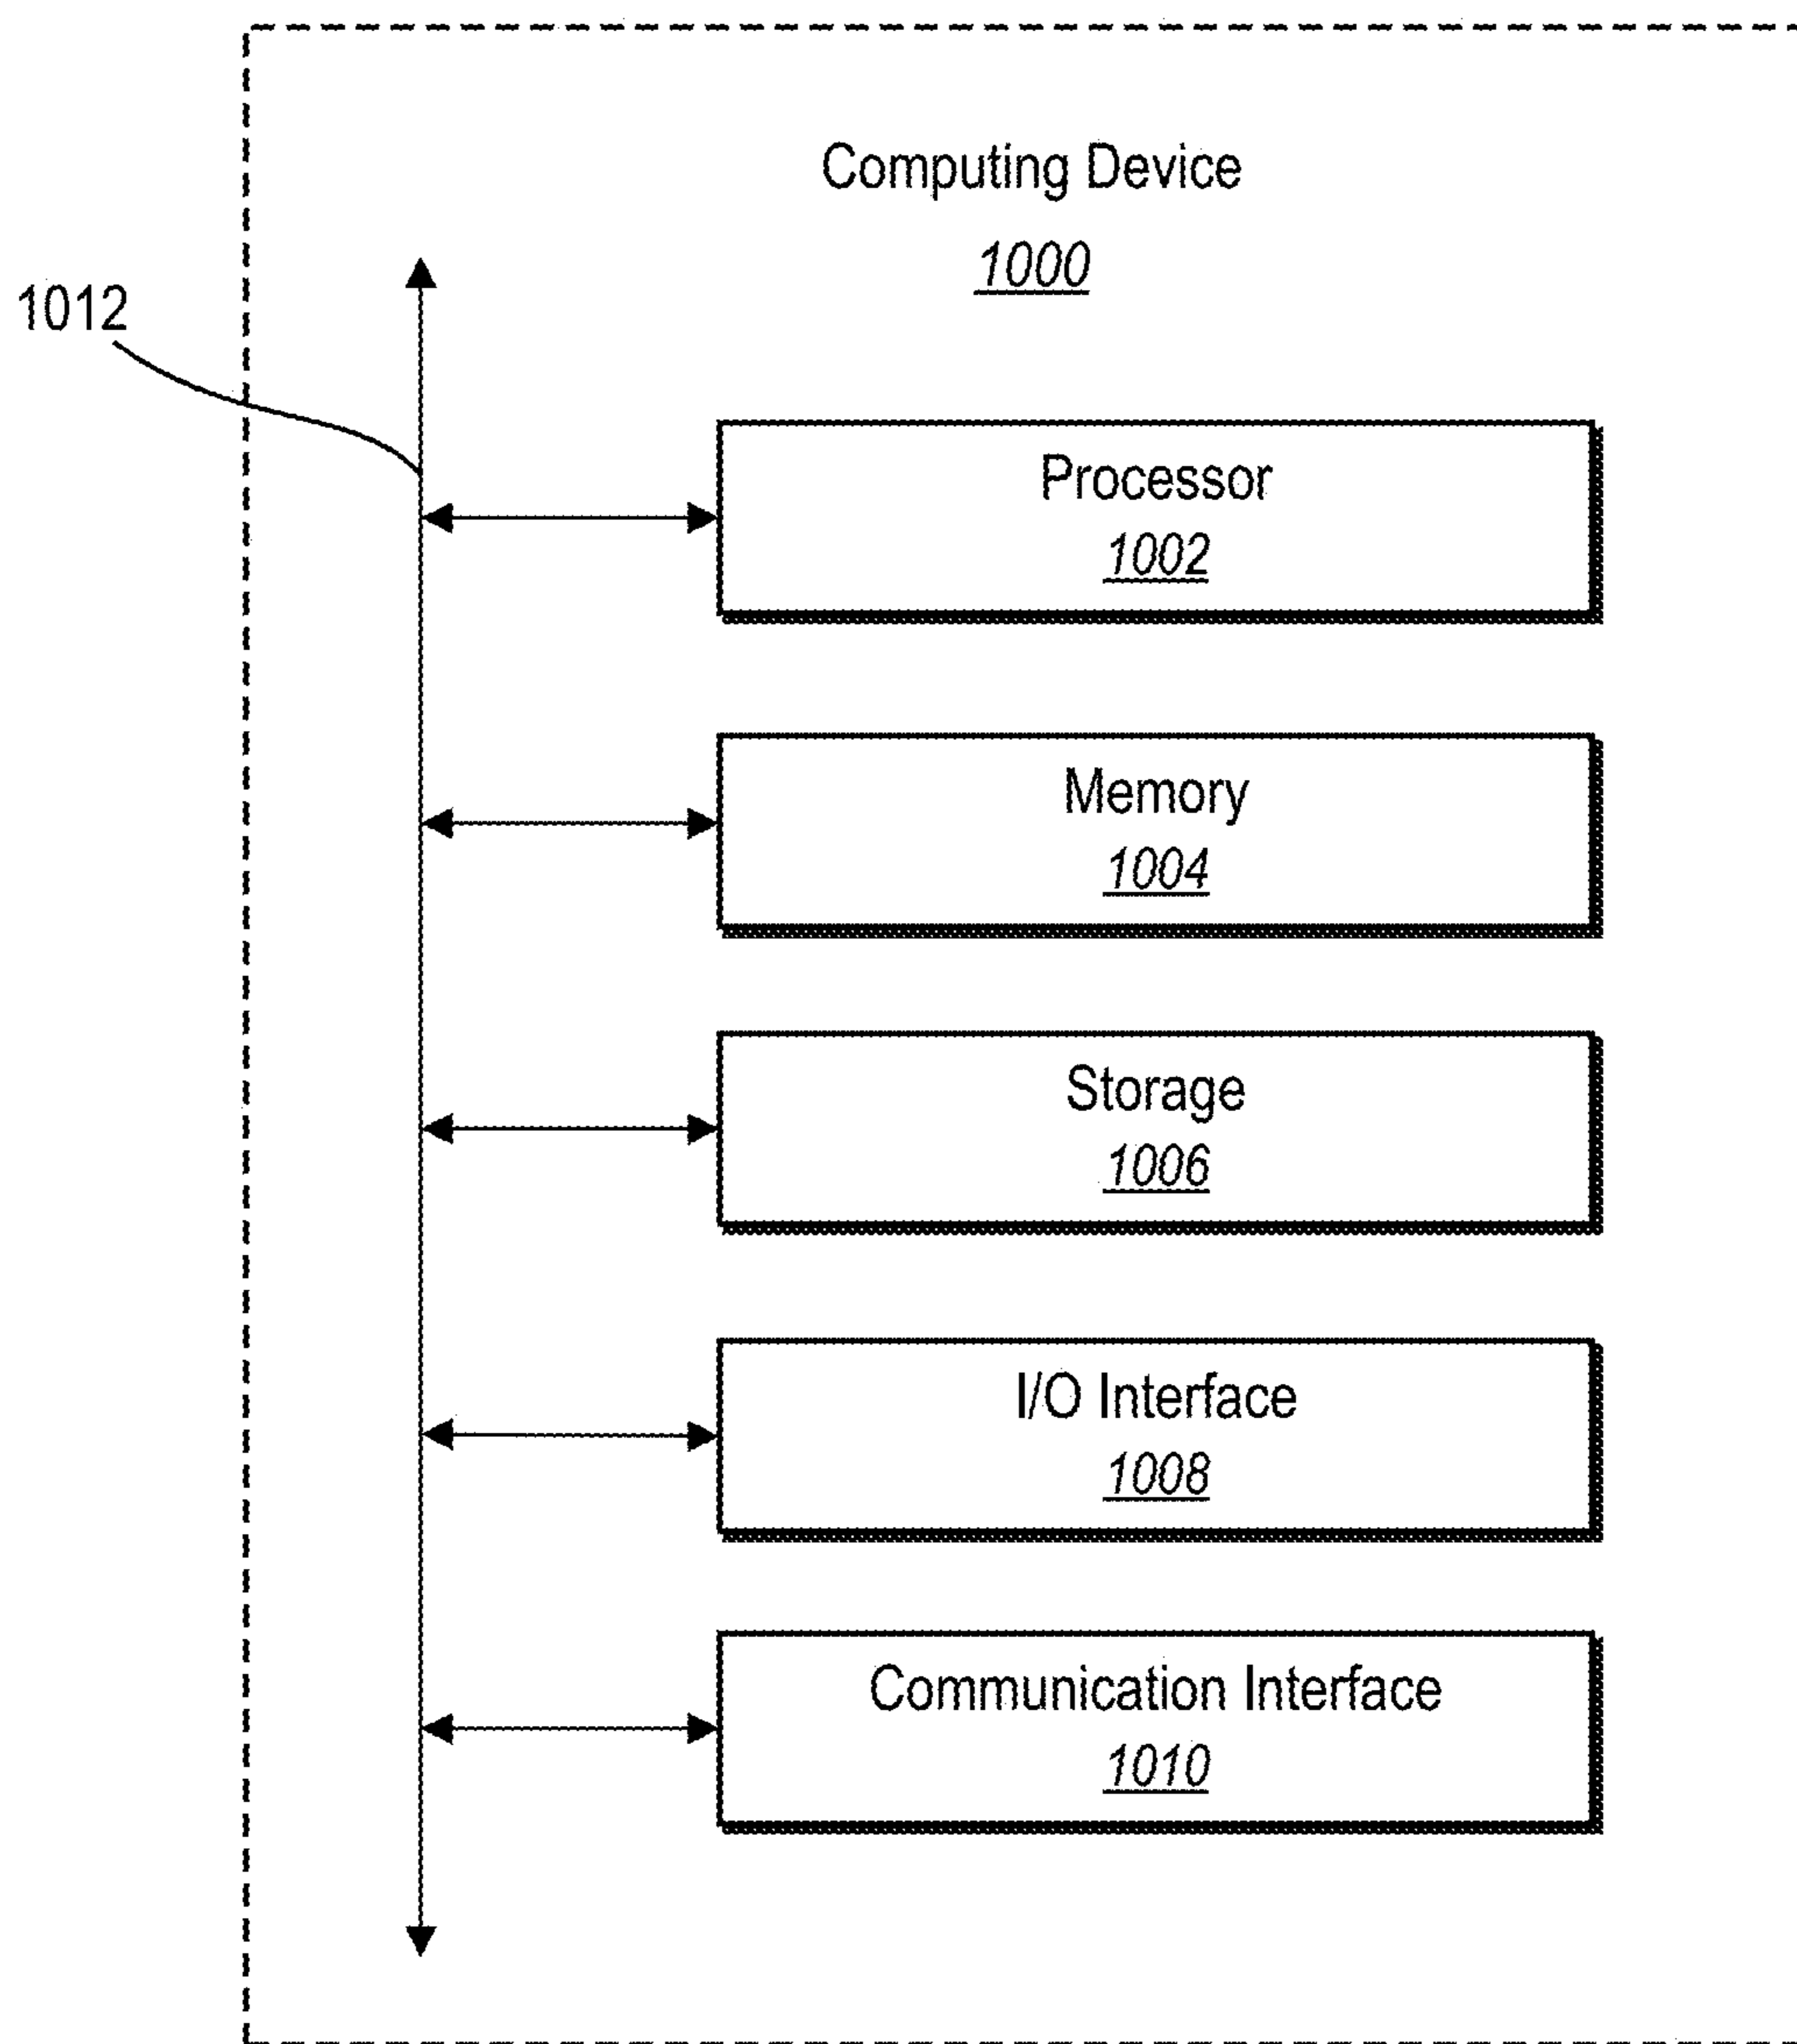 Computing Device
1000
1012
Processor
1002
Memory
1004
Storage
1006
I/O Interface
1008
Communication Interface
1010